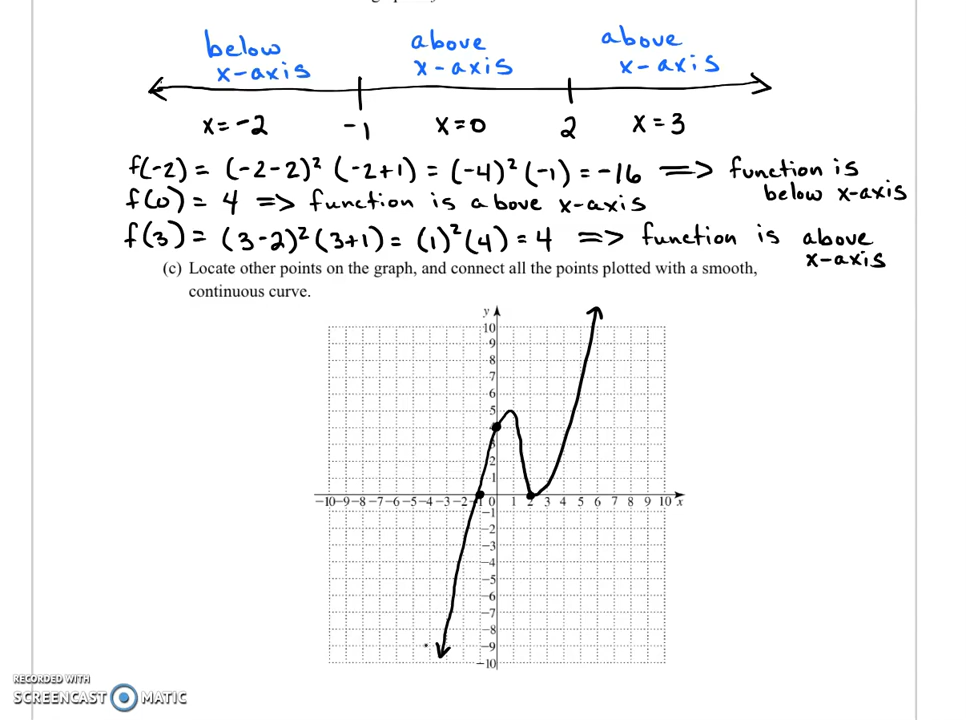 below
x-axis
above
x-axis
above
x-axis
x=-2
-1
x=0
2
x=3
f(-2) = (-2-2)² (-2+1) = (-4)² (-1) = -16 => function is
below x-axis
f(0) = 4 => function is above x-axis
f(3) = (3-2)² (3+1) = (1)² (4) = 4 => function is above
x-axis
(c) Locate other points on the graph, and connect all the points plotted with a smooth,
continuous curve.
y
10
9
8
7
6
5
4
3
2
1
-10 -9 -8 -7 -6 -5 -4 -3 -2 -1 0 1 2 3 4 5 6 7 8 9 10 x
-1
-2
-3
-4
-5
-6
-7
-8
-9
-10
RECORDED WITH
SCREENCAST MATIC